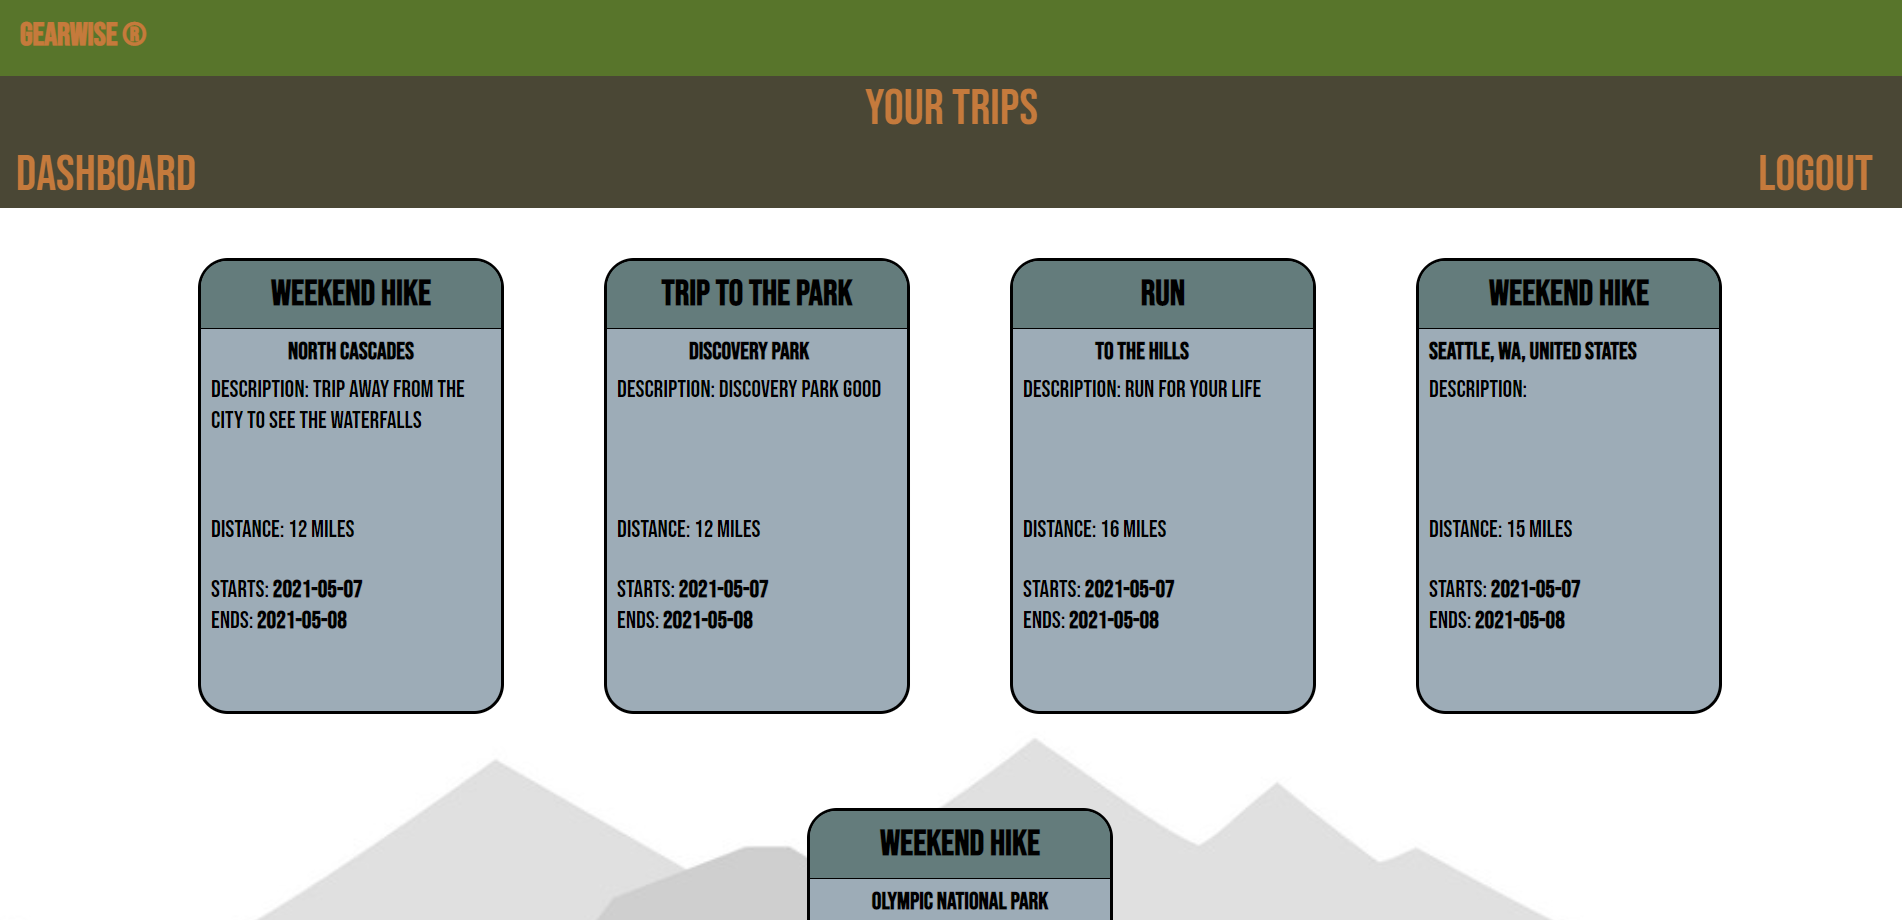 GEARWISE ®
YOUR TRIPS
DASHBOARD
LOGOUT
WEEKEND HIKE
NORTH CASCADES
DESCRIPTION: TRIP AWAY FROM THE
CITY TO SEE THE WATERFALLS
DISTANCE: 12 MILES
STARTS: 2021-05-07
ENDS: 2021-05-08
TRIP TO THE PARK
DISCOVERY PARK
DESCRIPTION: DISCOVERY PARK GOOD
DISTANCE: 12 MILES
STARTS: 2021-05-07
ENDS: 2021-05-08
RUN
TO THE HILLS
DESCRIPTION: RUN FOR YOUR LIFE
DISTANCE: 16 MILES
STARTS: 2021-05-07
ENDS: 2021-05-08
WEEKEND HIKE
SEATTLE, WA, UNITED STATES
DESCRIPTION:
DISTANCE: 15 MILES
STARTS: 2021-05-07
ENDS: 2021-05-08
WEEKEND HIKE
OLYMPIC NATIONAL PARK